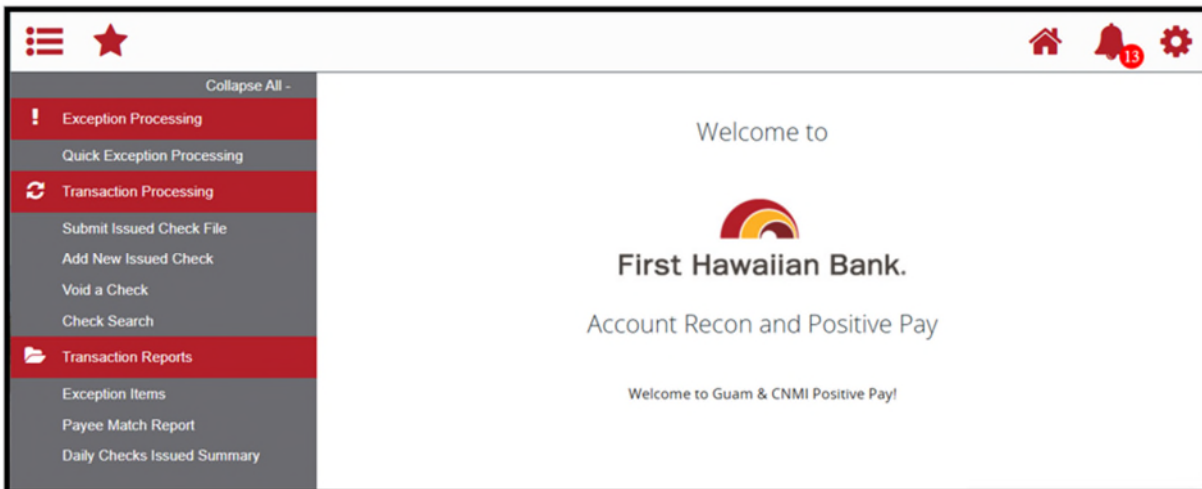 13
Collapse All -
Exception Processing
Quick Exception Processing
Transaction Processing
Submit Issued Check File
Add New Issued Check
Void a Check
Check Search
Transaction Reports
Exception Items
Payee Match Report
Daily Checks Issued Summary
Welcome to
First Hawaiian Bank.
Account Recon and Positive Pay
Welcome to Guam & CNMI Positive Pay!